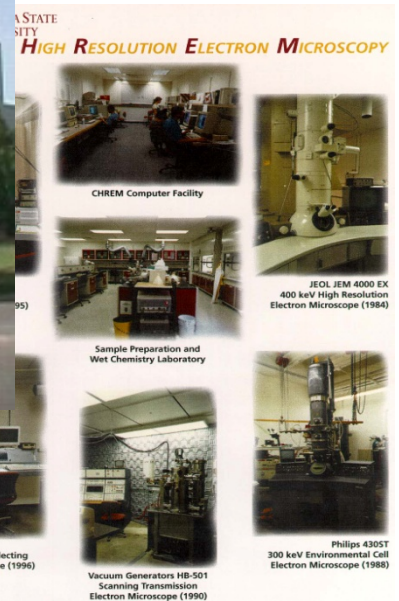 A STATE
SITY
HIGH RESOLUTION ELECTRON MICROSCOPY
CHREM Computer Facility
JEOL JEM 4000 EX
400 keV High Resolution
Electron Microscope (1984)
95)
Sample Preparation and
Wet Chemistry Laboratory
lecting
e (1996)
Vacuum Generators HB-501
Scanning Transmission
Electron Microscope (1990)
Philips 430ST
300 keV Environmental Cell
Electron Microscope (1988)